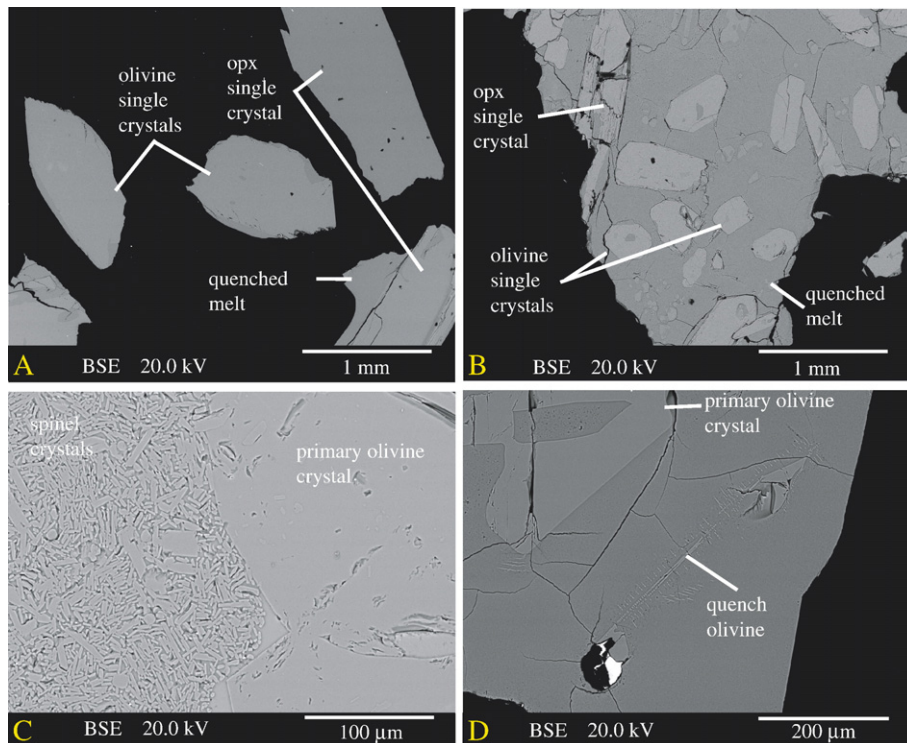 olivine
single
crystals
opx
single
crystal
quenched
melt
A
BSE 20.0 kV
1 mm
opx
single
crystal
olivine
single
crystals
quenched
melt
B
BSE 20.0 kV
1 mm
spinel
crystals
primary olivine
crystal
C
BSE 20.0 kV
100 µm
primary olivine
crystal
quench
olivine
D
BSE 20.0 kV
200 µm